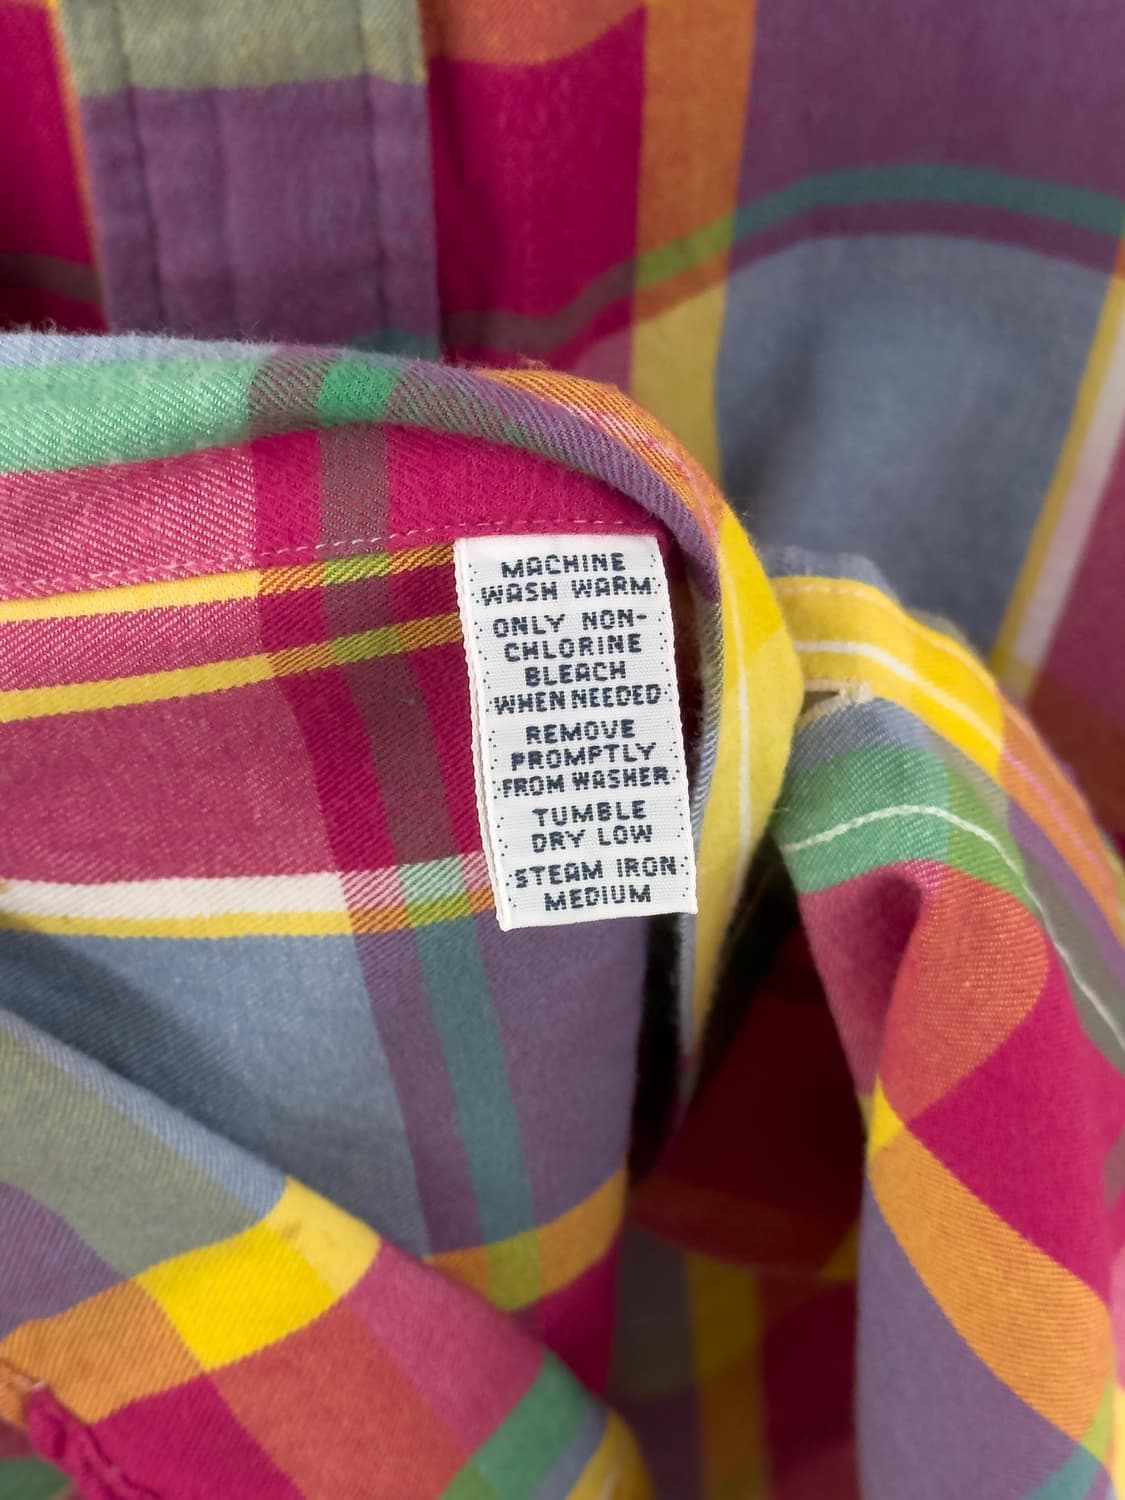 MACHINE
WASH WARM
ONLY NON-
CHLORINE
BLEACH
WHEN NEEDED
REMOVE
PROMPTLY
FROM WASHER
TUMBLE
DRY LOW
STEAM IRON
MEDIUM